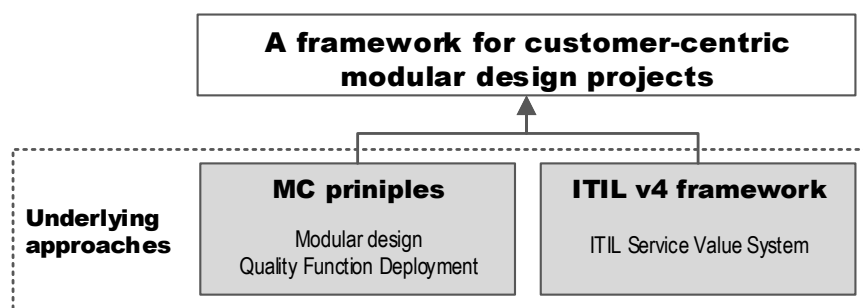 A framework for customer-centric
modular design projects
Underlying
approaches
MC priniples
Modular design
Quality Function Deployment
ITIL v4 framework
ITIL Service Value System